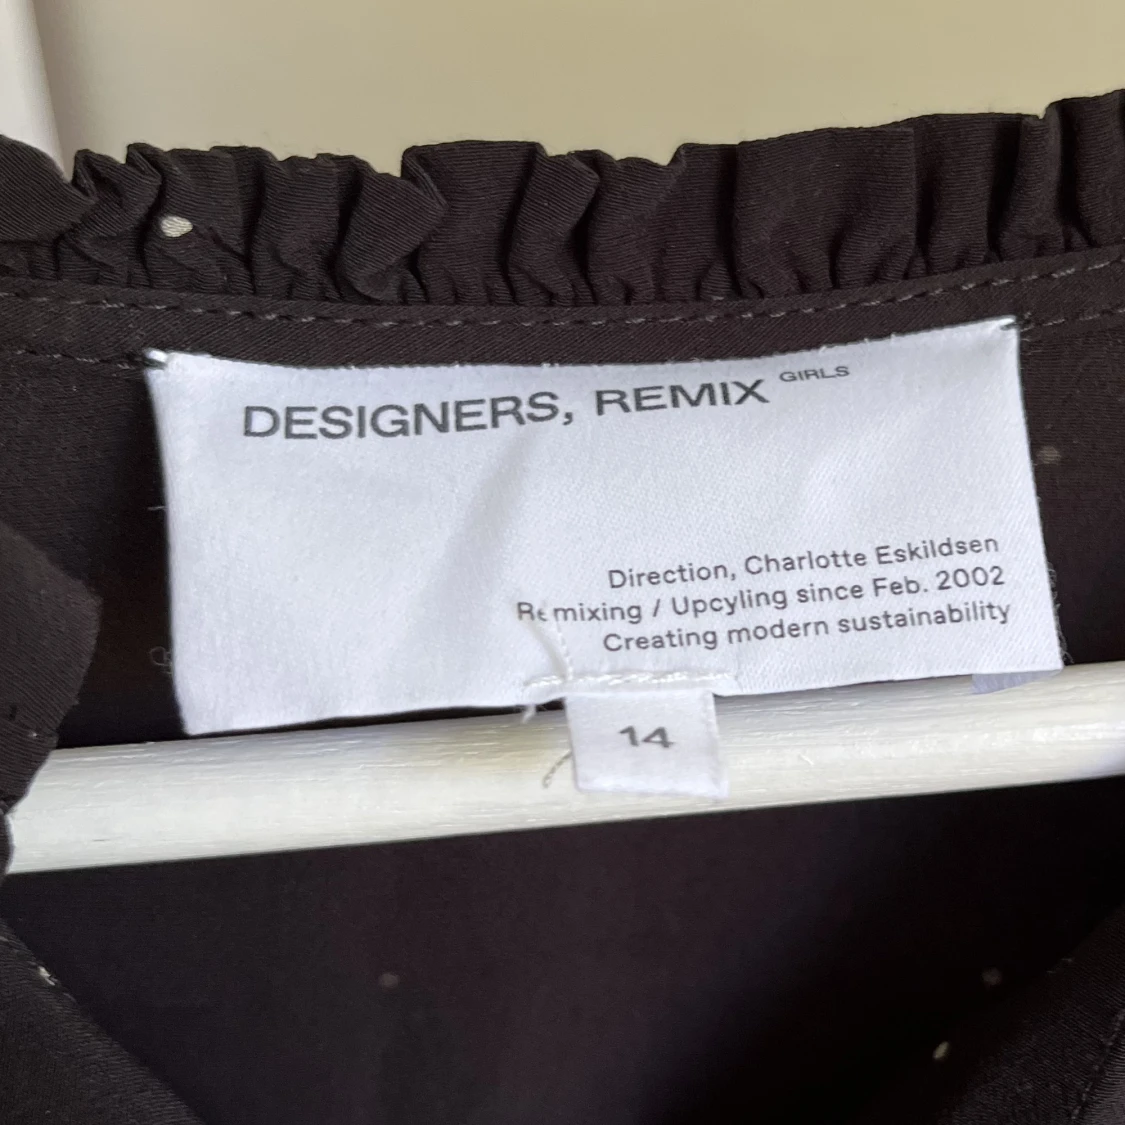 DESIGNERS, REMIX GIRLS
Direction, Charlotte Eskildsen
Remixing / Upcyling since Feb. 2002
Creating modern sustainability
14